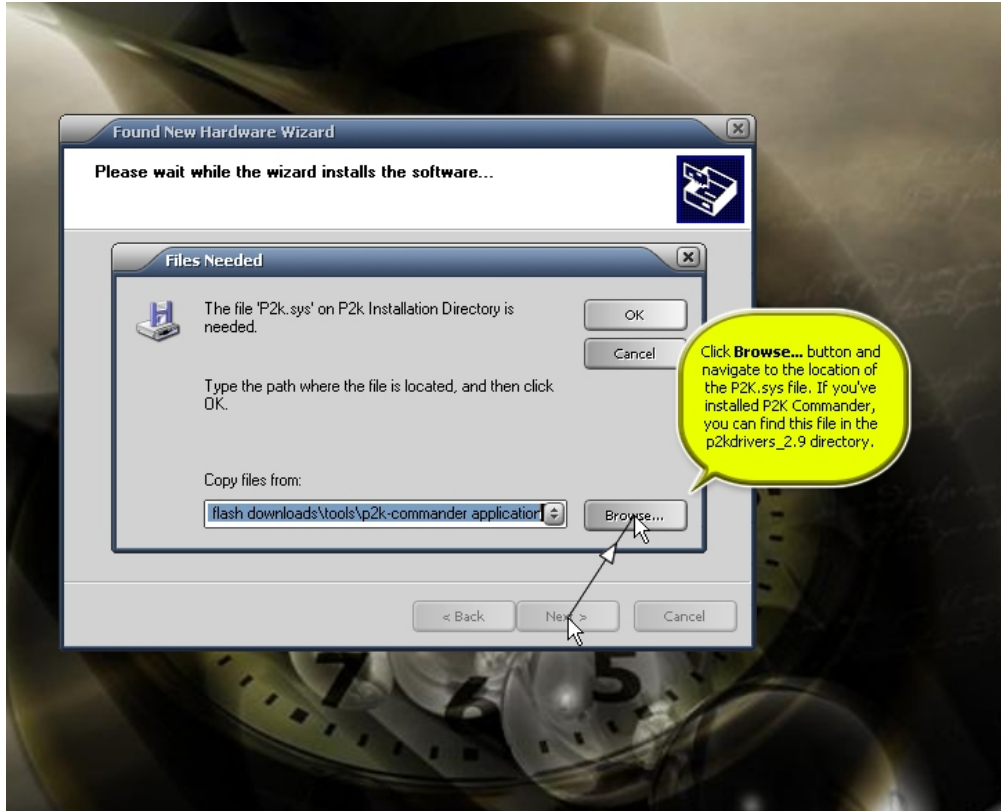 Found New Hardware Wizard
Please wait while the wizard installs the software...
Files Needed
The file 'P2k.sys' on P2k Installation Directory is
needed.
OK
Cancel
Type the path where the file is located, and then click
OK.
Click Browse... button and
navigate to the location of
the P2K.sys file. If you've
installed P2K Commander,
you can find this file in the
p2kdrivers_2.9 directory.
Copy files from:
flash downloads\tools\p2k-commander application
Browse...
< Back
Next >
Cancel
7
6
5